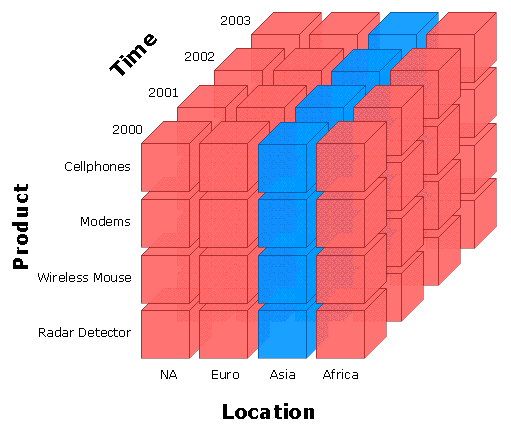 2003
Time
2002
2001
2000
Cellphones
Product
Modems
Wireless Mouse
Radar Detector
NA Euro Asia Africa
Location